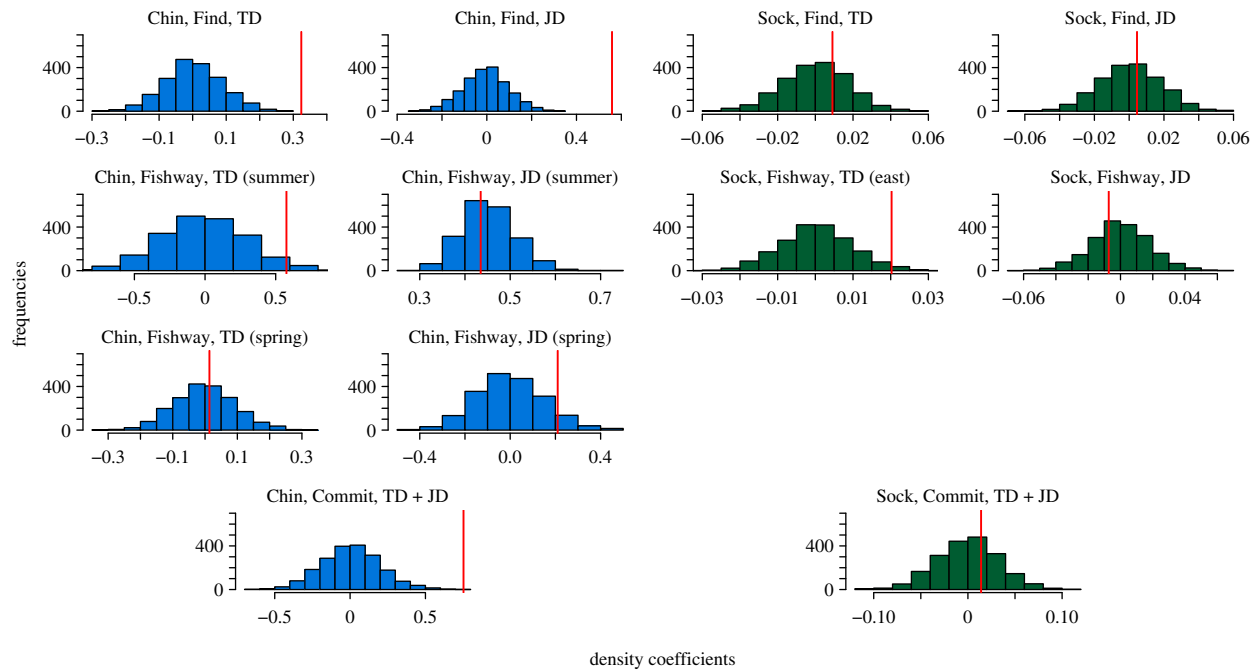 Chin, Find, TD
Chin, Find, JD
Sock, Find, TD
Sock, Find, JD
400
0
−0.3 −0.1 0.1 0.3
400
0
−0.4 0 0.4
400
0
−0.06 −0.02 0.02 0.06
400
0
−0.06 −0.02 0.02 0.06
Chin, Fishway, TD (summer)
Chin, Fishway, JD (summer)
Sock, Fishway, TD (east)
Sock, Fishway, JD
400
0
−0.5 0 0.5
400
0
0.3 0.5 0.7
400
0
−0.03 −0.01 0.01 0.03
400
0
−0.06 0 0.04
frequencies
Chin, Fishway, TD (spring)
Chin, Fishway, JD (spring)
400
0
−0.3 −0.1 0.1 0.3
400
0
−0.4 0.0 0.4
Chin, Commit, TD + JD
Sock, Commit, TD + JD
400
0
−0.5 0 0.5
400
0
−0.10 0 0.10
density coefficients